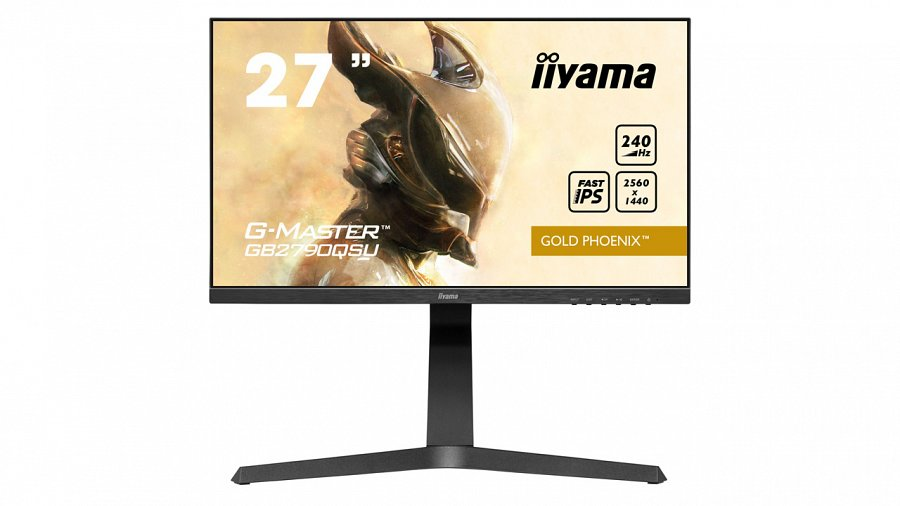 27”
iiyama
240
Hz
FAST
IPS
2560
x
1440
G-MASTER™
GB2790QSU
GOLD PHOENIX™
iiyama